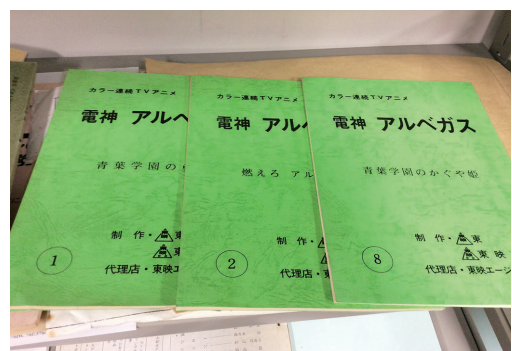 カラー連続TVアニメ
電神 アルベ
青葉学園の
制作・東
東
代理店・東映エ
1
カラー連続TVアニメ
電神 アル
燃えろ アル
制作・
代理店・東映
2
カラー連続TVアニメ
電神 アルベガス
青葉学園のかぐや姫
制作・東
東映
代理店・東映エージ
8